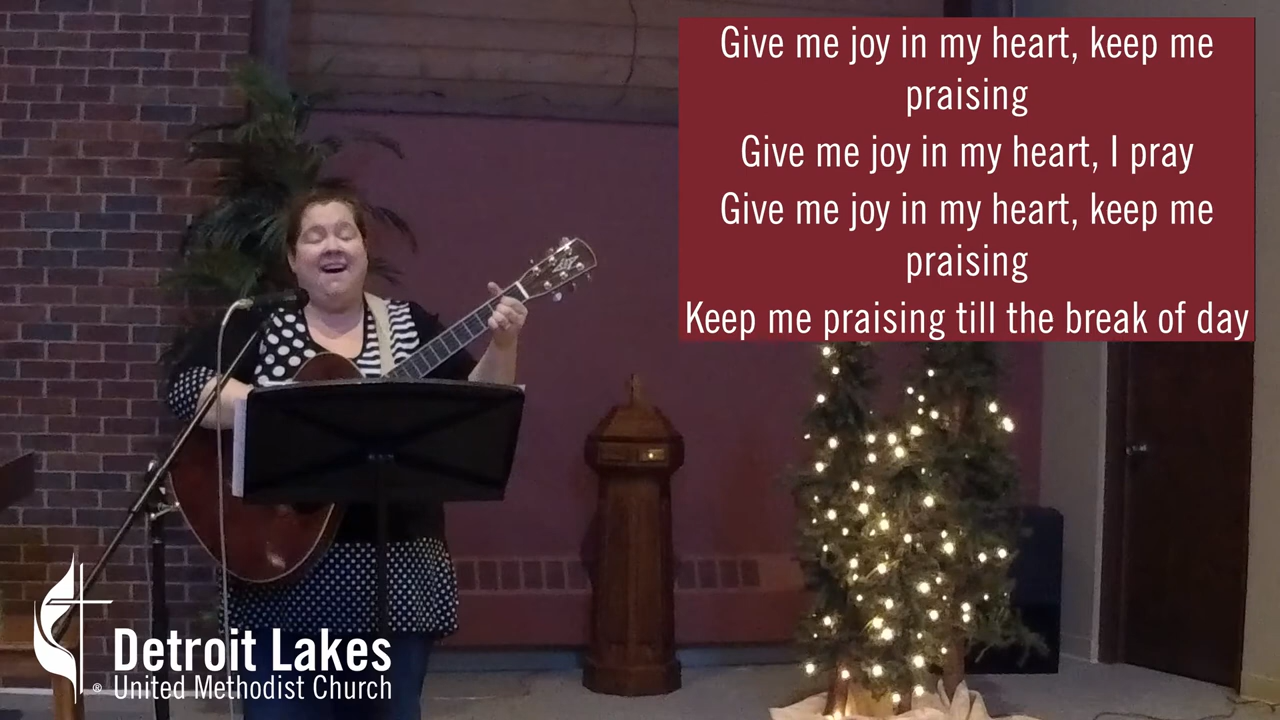 Give me joy in my heart, keep me
praising
Give me joy in my heart, I pray
Give me joy in my heart, keep me
praising
Keep me praising till the break of day
Detroit Lakes
® United Methodist Church